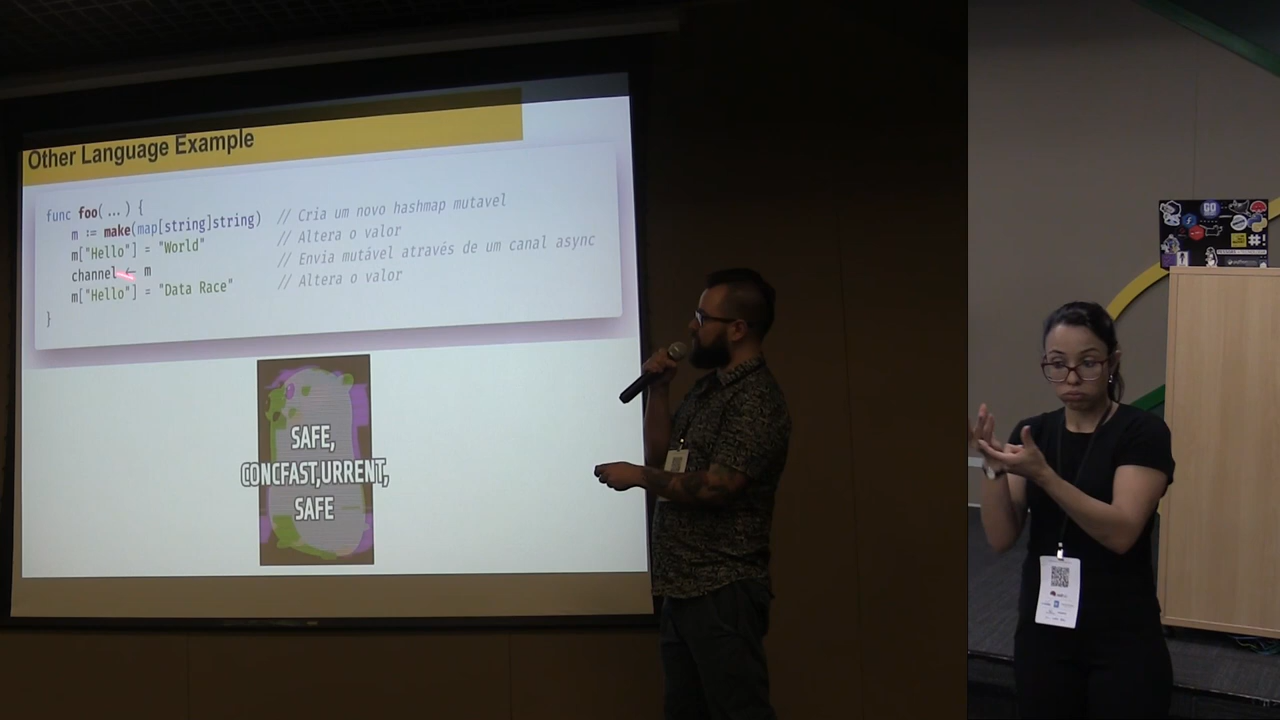 Other Language Example
func foo( ... ) {
m := make(map[string]string) // Cria um novo hashmap mutavel
m["Hello"] = "World" // Altera o valor
channel <- m // Envia mutável através de um canal async
m["Hello"] = "Data Race" // Altera o valor
}
SAFE,
CONCFAST,URRENT,
SAFE
GO
#!